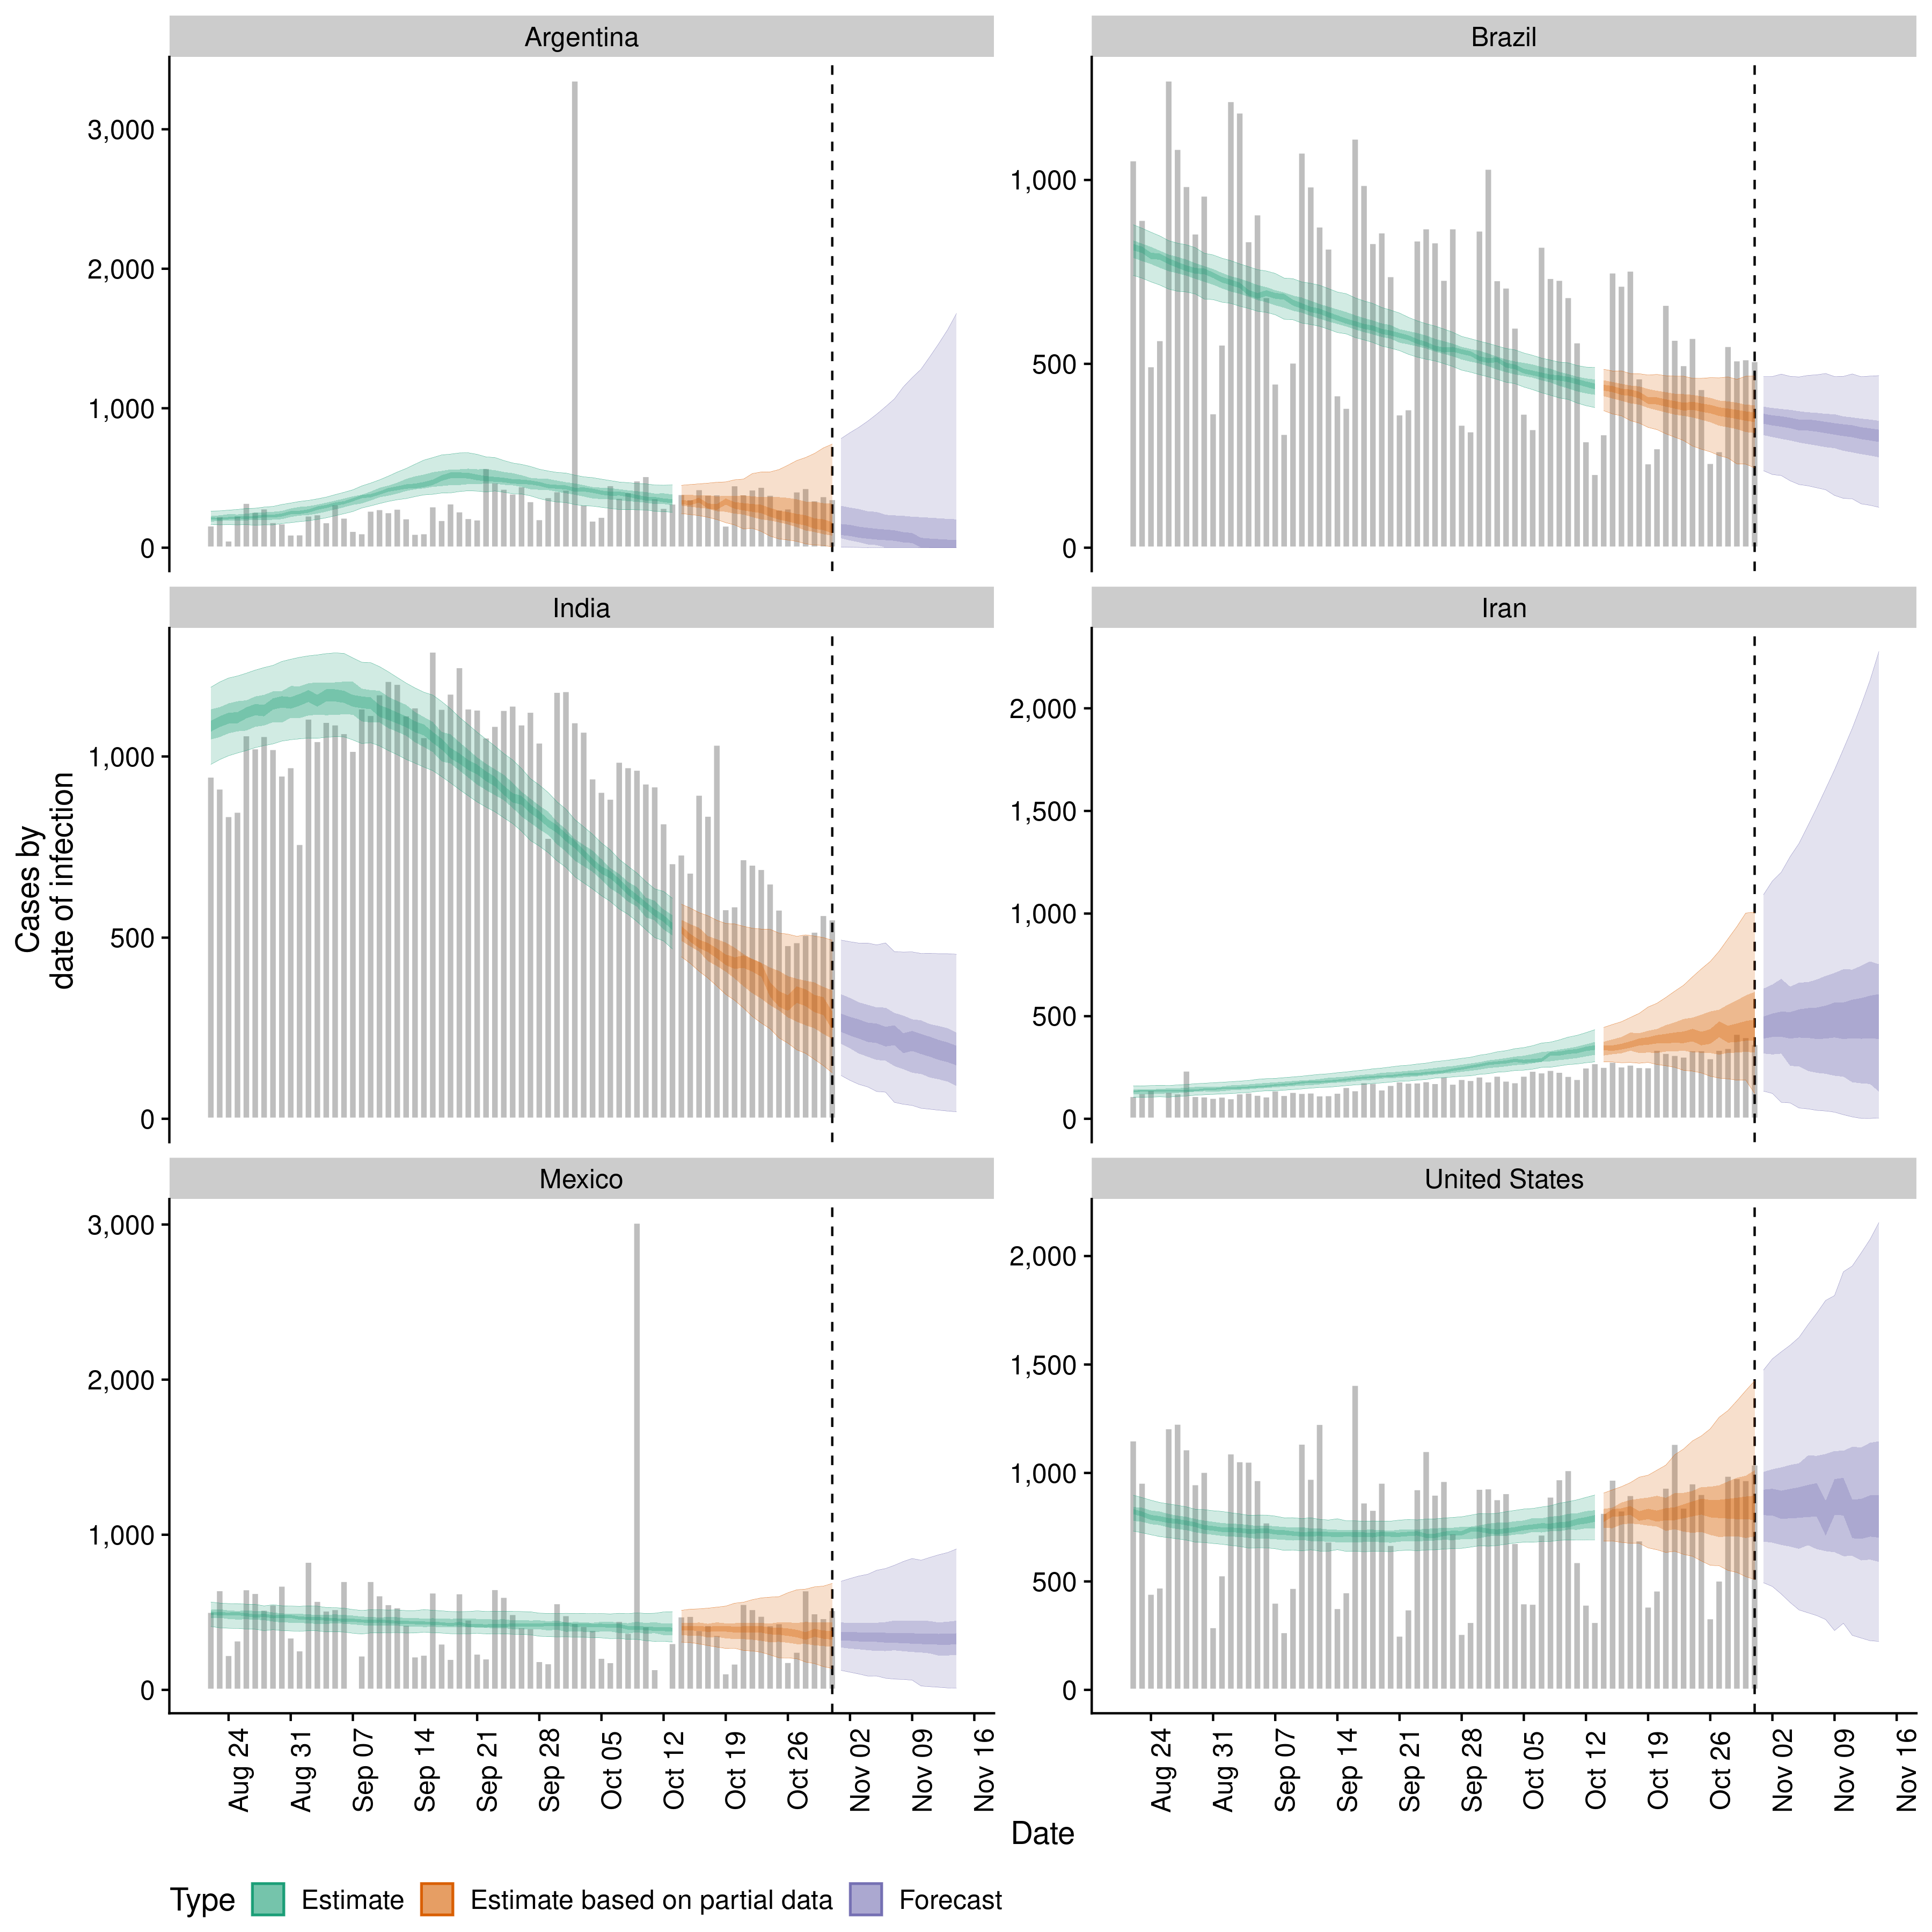 Argentina
Brazil
3,000
2,000
1,000
0
1,000
500
0
India
Iran
1,000
500
0
2,000
1,500
1,000
500
0
Mexico
United States
3,000
2,000
1,000
0
2,000
1,500
1,000
500
0
Cases by
date of infection
Aug 24
Aug 31
Sep 07
Sep 14
Sep 21
Sep 28
Oct 05
Oct 12
Oct 19
Oct 26
Nov 02
Nov 09
Nov 16
Aug 24
Aug 31
Sep 07
Sep 14
Sep 21
Sep 28
Oct 05
Oct 12
Oct 19
Oct 26
Nov 02
Nov 09
Nov 16
Date
Type Estimate Estimate based on partial data Forecast